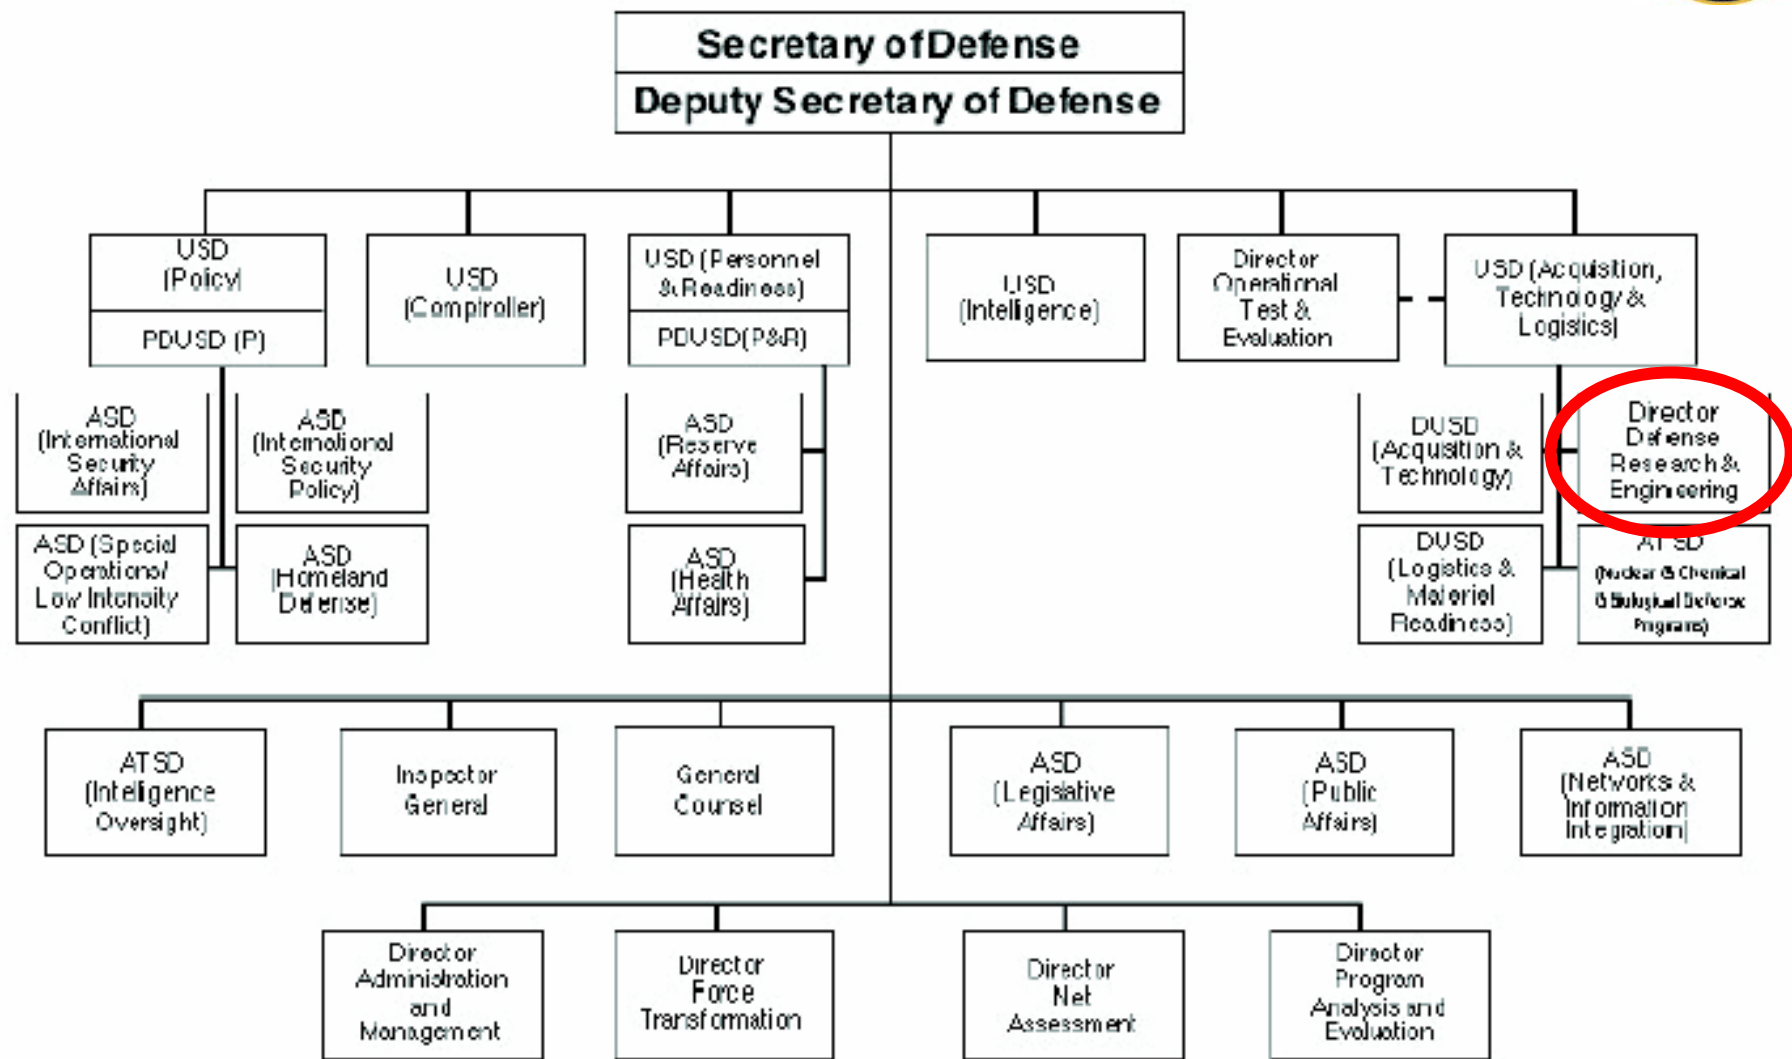 Secretary of Defense
Deputy Secretary of Defense
USD
(Policy)
PDUSD (P)
USD
(Comptroller)
USD (Personnel
& Readiness)
PDUSD(P&R)
USD
(Intelligence)
Director
Operational
Test &
Evaluation
USD (Acquisition,
Technology &
Logistics)
ASD
(International
Security
Affairs)
ASD
(International
Security
Policy)
ASD
(Reserve
Affairs)
DUSD
(Acquisition &
Technology)
Director
Defense
Research &
Engineering
ASD (Special
Operations/
Low Intensity
Conflict)
ASD
(Homeland
Defense)
ASD
(Health
Affairs)
DUSD
(Logistics &
Materiel
Readiness)
ATSD
(Nuclear & Chemical
& Biological Defense
Programs)
ATSD
(Intelligence
Oversight)
Inspector
General
General
Counsel
ASD
(Legislative
Affairs)
ASD
(Public
Affairs)
ASD
(Networks &
Information
Integration)
Director
Administration
and
Management
Director
Force
Transformation
Director
Net
Assessment
Director
Program
Analysis and
Evaluation